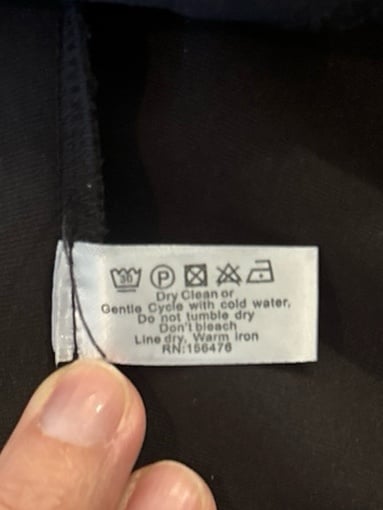 30 P
Dry Clean or
Gentle Cycle with cold water,
Do not tumble dry
Don't bleach
Line dry, Warm iron
RN:156476